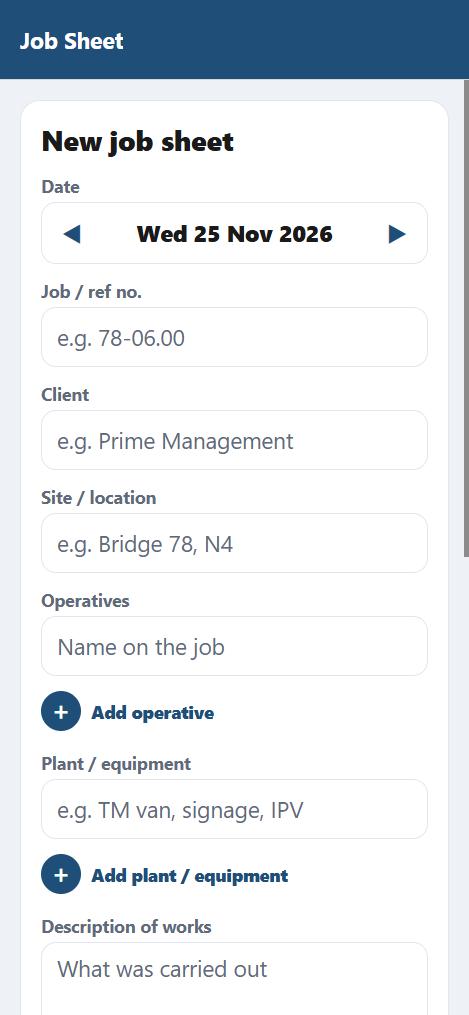 Job Sheet
New job sheet
Date
◀ Wed 25 Nov 2026 ▶
Job / ref no.
e.g. 78-06.00
Client
e.g. Prime Management
Site / location
e.g. Bridge 78, N4
Operatives
Name on the job
+ Add operative
Plant / equipment
e.g. TM van, signage, IPV
+ Add plant / equipment
Description of works
What was carried out